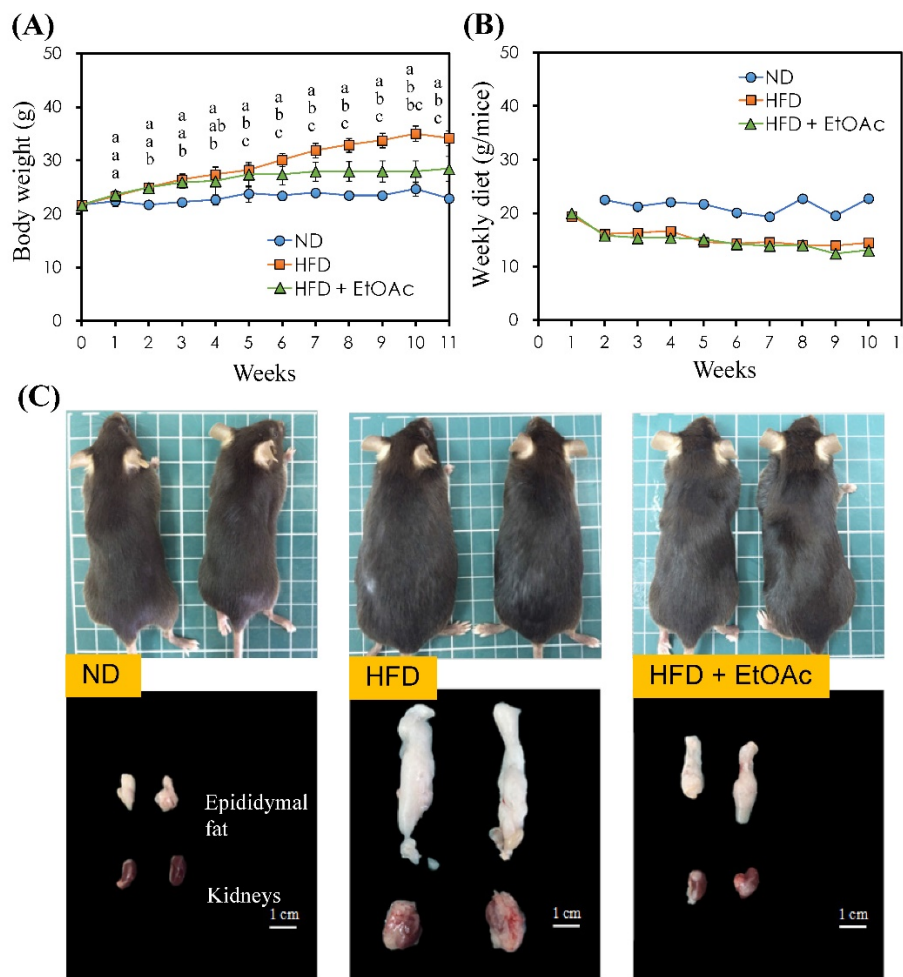 (A)
50
40
30
20
10
0
Body weight (g)
a a a a a a a a a a a
a a a ab b b b b b b b
a b b b c c c c c bc c
ND
HFD
HFD + EtOAc
0 1 2 3 4 5 6 7 8 9 10 11
Weeks
(B)
50
40
30
20
10
0
Weekly diet (g/mice)
ND
HFD
HFD + EtOAc
0 1 2 3 4 5 6 7 8 9 10 1
Weeks
(C)
ND
HFD
HFD + EtOAc
Epididymal
fat
Kidneys
1 cm
1 cm
1 cm